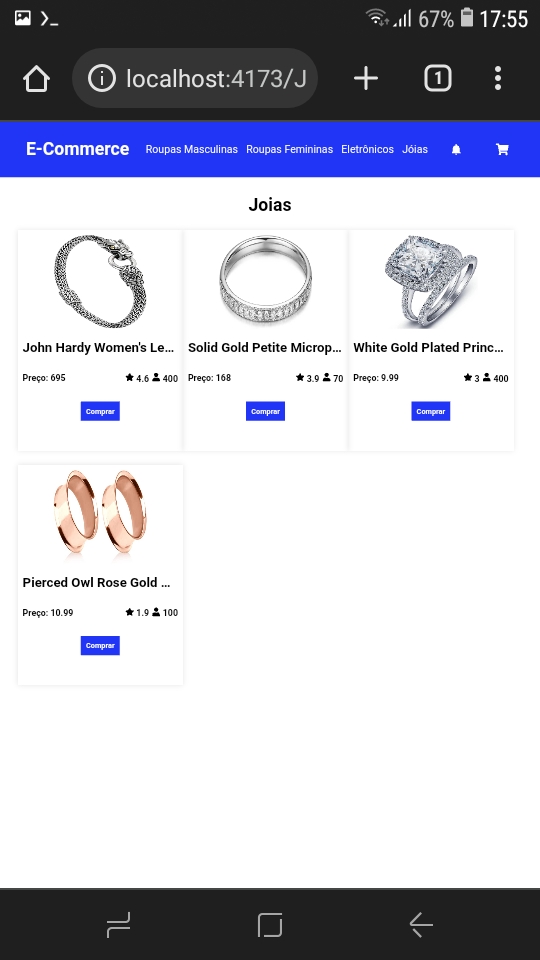 67% 17:55
localhost:4173/J 1
E-Commerce Roupas Masculinas Roupas Femininas Eletrônicos Jóias
Joias
John Hardy Women's Le...
Preço: 695 4.6 400
Comprar
Solid Gold Petite Microp...
Preço: 168 3.9 70
Comprar
White Gold Plated Princ...
Preço: 9.99 3 400
Comprar
Pierced Owl Rose Gold ...
Preço: 10.99 1.9 100
Comprar